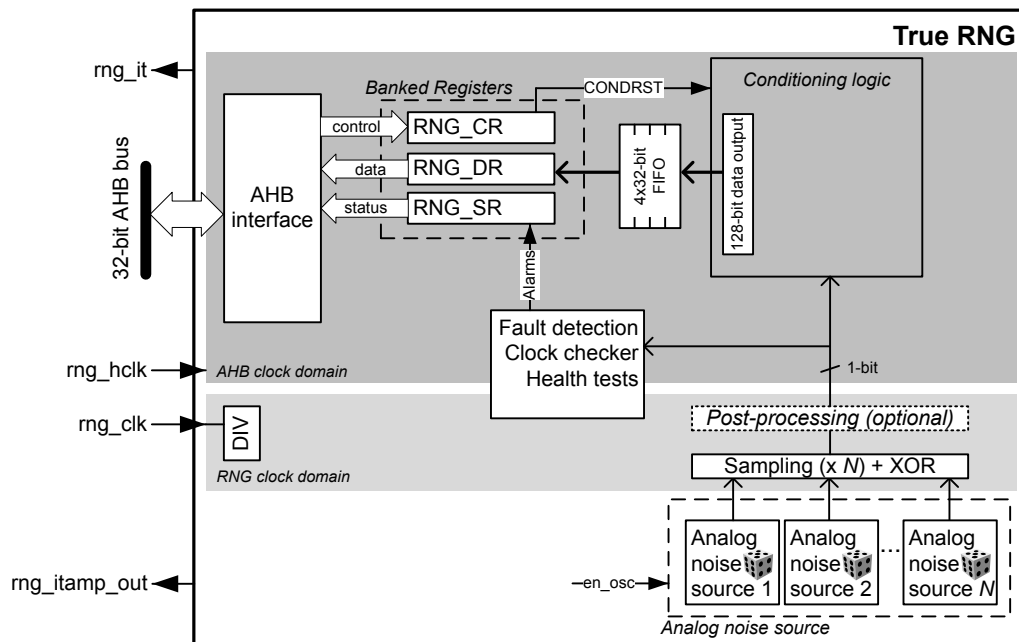 True RNG
rng_it
Banked Registers
CONDRST
Conditioning logic
control
RNG_CR
32-bit AHB bus
AHB
interface
data
RNG_DR
4x32-bit
FIFO
128-bit data output
status
RNG_SR
Alarms
Fault detection
Clock checker
Health tests
rng_hclk
AHB clock domain
1-bit
rng_clk
DIV
Post-processing (optional)
RNG clock domain
Sampling (x N) + XOR
Analog
noise
source 1
Analog
noise
source 2
...
Analog
noise
source N
rng_itamp_out
en_osc
Analog noise source